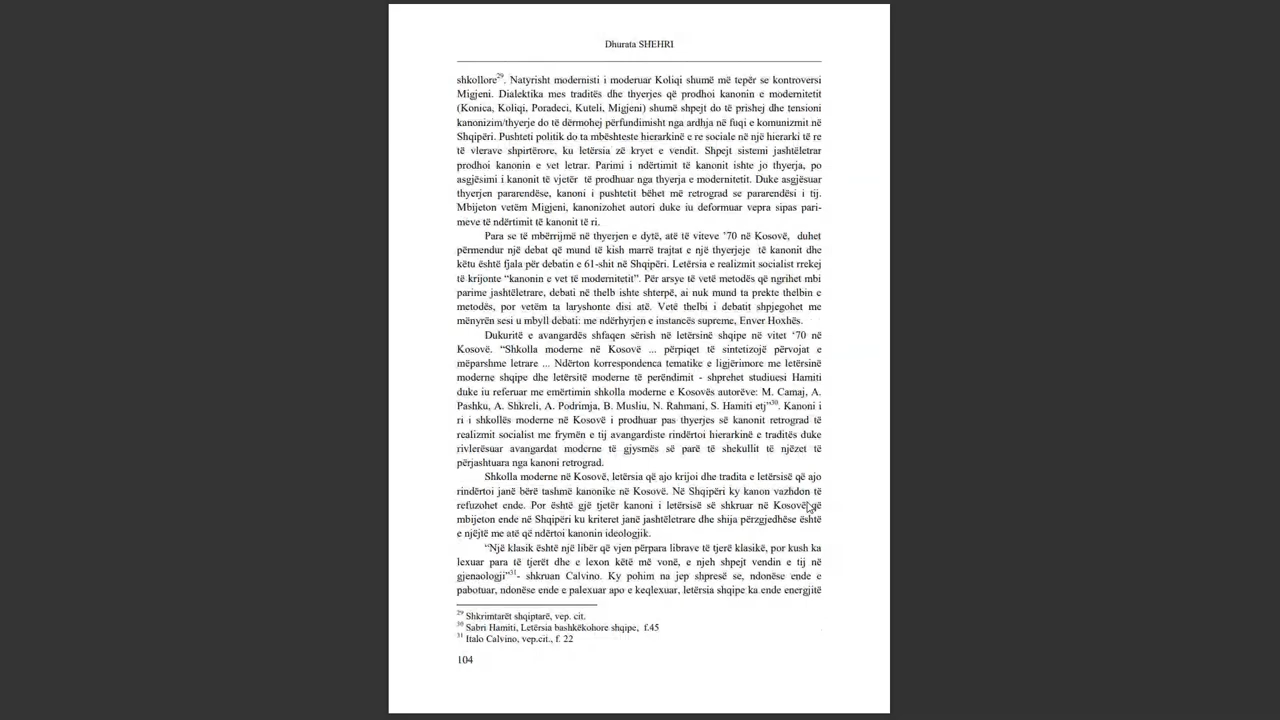 Dhurata SHEHRI
shkollore29. Natyrisht modernisti i moderuar Koliqi shumë më tepër se kontroversi
Migjeni. Dialektika mes traditës dhe thyerjes që prodhoi kanonin e modernitetit
(Konica, Koliqi, Poradeci, Kuteli, Migjeni) shumë shpejt do të prishej dhe tensioni
kanonizim/thyerje do të dërmohej përfundimisht nga ardhja në fuqi e komunizmit në
Shqipëri. Pushteti politik do ta mbështeste hierarkinë e re sociale në një hierarki të re
të vlerave shpirtërore, ku letërsia zë kryet e vendit. Shpejt sistemi jashtëletrar
prodhoi kanonin e vet letrar. Parimi i ndërtimit të kanonit ishte jo thyerja, po
asgjësimi i kanonit të vjetër të prodhuar nga thyerja e modernitetit. Duke asgjësuar
thyerjen pararendëse, kanoni i pushtetit bëhet më retrograd se pararendësi i tij.
Mbijeton vetëm Migjeni, kanonizohet autori duke iu deformuar vepra sipas pari-
meve të ndërtimit të kanonit të ri.
Para se të mbërrijmë në thyerjen e dytë, atë të viteve ’70 në Kosovë, duhet
përmendur një debat që mund të kish marrë trajtat e një thyerjeje të kanonit dhe
këtu është fjala për debatin e 61-shit në Shqipëri. Letërsia e realizmit socialist rrekej
të krijonte “kanonin e vet të modernitetit”. Për arsye të vetë metodës që ngrihet mbi
parime jashtëletrare, debati në thelb ishte shterpë, ai nuk mund ta prekte thelbin e
metodës, por vetëm ta laryshonte disi atë. Vetë thelbi i debatit shpjegohet me
mënyrën sesi u mbyll debati: me ndërhyrjen e instancës supreme, Enver Hoxhës.
Dukuritë e avangardës shfaqen sërish në letërsinë shqipe në vitet ‘70 në
Kosovë. “Shkolla moderne në Kosovë ... përpiqet të sintetizojë përvojat e
mëparshme letrare ... Ndërton korrespondenca tematike e ligjërimore me letërsinë
moderne shqipe dhe letërsitë moderne të perëndimit - shprehet studiuesi Hamiti
duke iu referuar me emërtimin shkolla moderne e Kosovës autorëve: M. Camaj, A.
Pashku, A. Shkreli, A. Podrimja, B. Musliu, N. Rahmani, S. Hamiti etj”30. Kanoni i
ri i shkollës moderne në Kosovë i prodhuar pas thyerjes së kanonit retrograd të
realizmit socialist me frymën e tij avangardiste rindërtoi hierarkinë e traditës duke
rivlerësuar avangardat moderne të gjysmës së parë të shekullit të njëzet të
përjashtuara nga kanoni retrograd.
Shkolla moderne në Kosovë, letërsia që ajo krijoi dhe tradita e letërsisë që ajo
rindërtoi janë bërë tashmë kanonike në Kosovë. Në Shqipëri ky kanon vazhdon të
refuzohet ende. Por është gjë tjetër kanoni i letërsisë së shkruar në Kosovë që
mbijeton ende në Shqipëri ku kriteret janë jashtëletrare dhe shija përzgjedhëse është
e njëjtë me atë që ndërtoi kanonin ideologjik.
“Një klasik është një libër që vjen përpara librave të tjerë klasikë, por kush ka
lexuar para të tjerët dhe e lexon këtë më vonë, e njeh shpejt vendin e tij në
gjenaologji”31- shkruan Calvino. Ky pohim na jep shpresë se, ndonëse ende e
pabotuar, ndonëse ende e palexuar apo e keqlexuar, letërsia shqipe ka ende energjitë
29 Shkrimtarët shqiptarë, vep. cit.
30 Sabri Hamiti, Letërsia bashkëkohore shqipe, f.45
31 Italo Calvino, vep.cit., f. 22
104